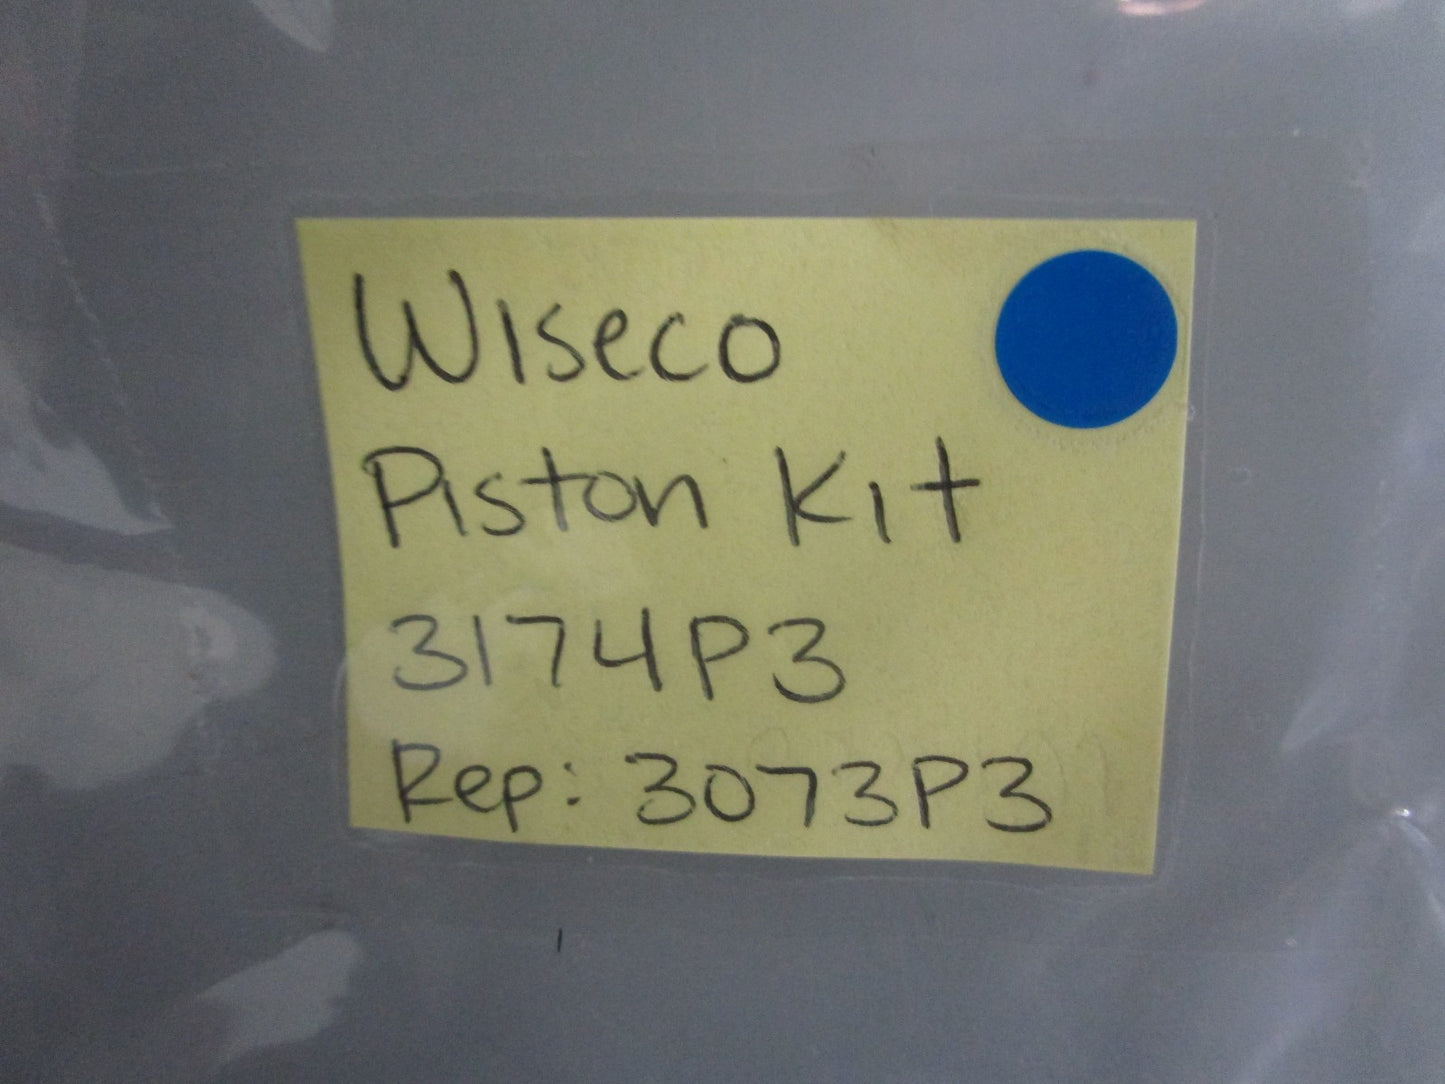 Wiseco
Piston Kit
3174P3
Rep: 3073P3